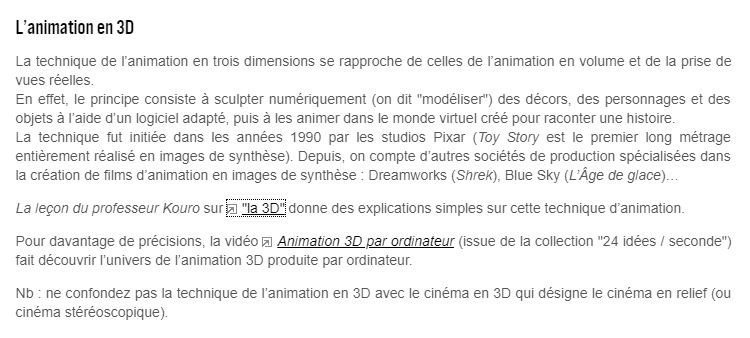 L’animation en 3D
La technique de l’animation en trois dimensions se rapproche de celles de l’animation en volume et de la prise de
vues réelles.
En effet, le principe consiste à sculpter numériquement (on dit "modéliser") des décors, des personnages et des
objets à l’aide d’un logiciel adapté, puis à les animer dans le monde virtuel créé pour raconter une histoire.
La technique fut initiée dans les années 1990 par les studios Pixar (Toy Story est le premier long métrage
entièrement réalisé en images de synthèse). Depuis, on compte d’autres sociétés de production spécialisées dans
la création de films d’animation en images de synthèse : Dreamworks (Shrek), Blue Sky (L’Âge de glace)…
La leçon du professeur Kouro sur "la 3D" donne des explications simples sur cette technique d’animation.
Pour davantage de précisions, la vidéo Animation 3D par ordinateur (issue de la collection "24 idées / seconde")
fait découvrir l’univers de l’animation 3D produite par ordinateur.
Nb : ne confondez pas la technique de l’animation en 3D avec le cinéma en 3D qui désigne le cinéma en relief (ou
cinéma stéréoscopique).